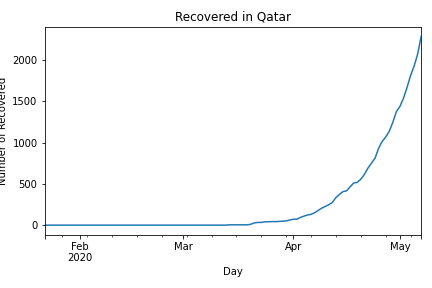 Recovered in Qatar
Number of Recovered
2000
1500
1000
500
0
Feb
2020
Mar
Apr
May
Day